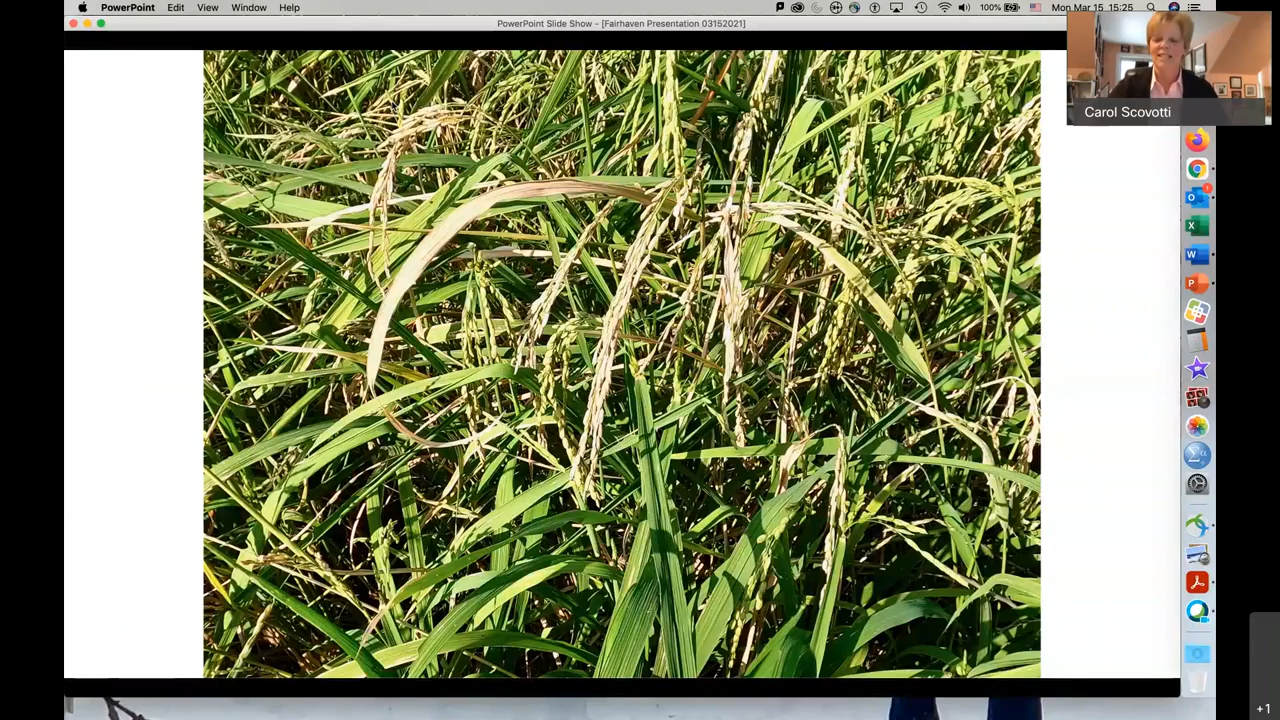 PowerPoint Edit View Window Help 100% Mon Mar 15 15:25
PowerPoint Slide Show - [Fairhaven Presentation 03152021]
Carol Scovotti
+1